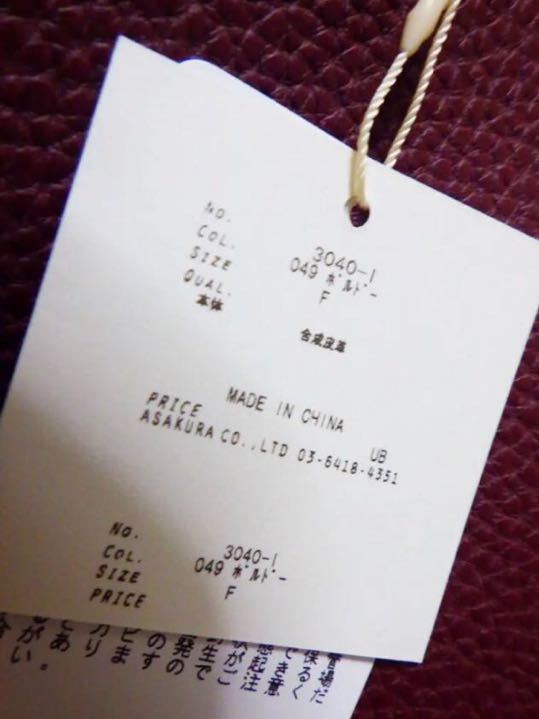 No. 3040-1
COL. 049 ﾎﾞﾙﾄﾞｰ
SIZE F
QUAL.
本体 合成皮革
MADE IN CHINA
PRICE UB
ASAKURA CO.,LTD 03-6418-4351
No. 3040-1
COL. 049 ﾎﾞﾙﾄﾞｰ
SIZE F
PRICE